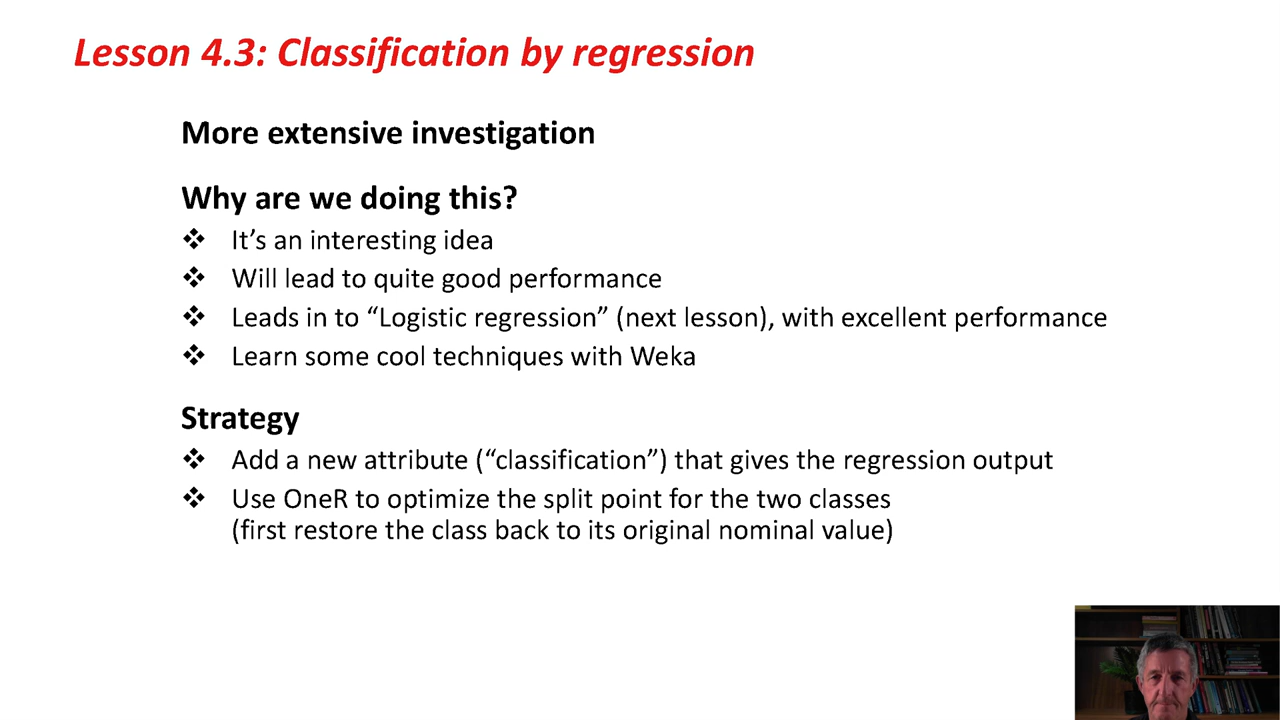 Lesson 4.3: Classification by regression
More extensive investigation
Why are we doing this?
❖ It’s an interesting idea
❖ Will lead to quite good performance
❖ Leads in to “Logistic regression” (next lesson), with excellent performance
❖ Learn some cool techniques with Weka
Strategy
❖ Add a new attribute (“classification”) that gives the regression output
❖ Use OneR to optimize the split point for the two classes
(first restore the class back to its original nominal value)